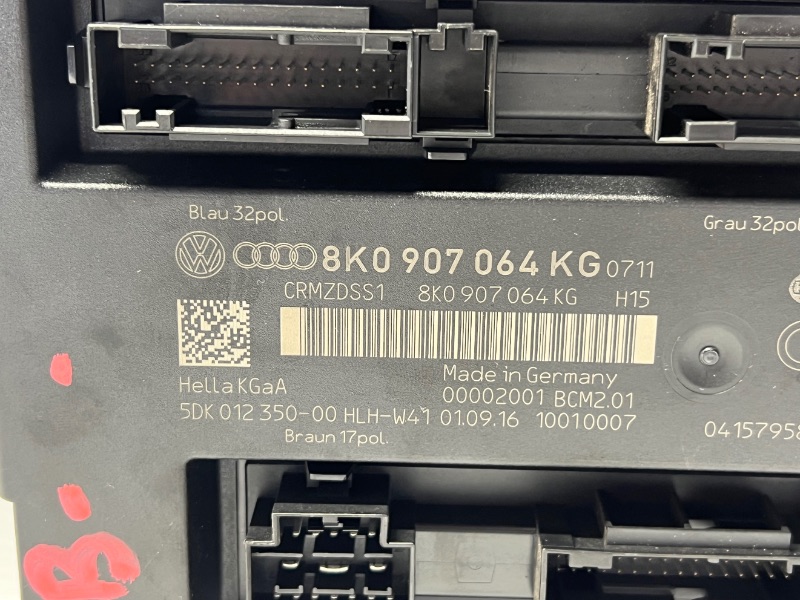 Blau 32pol.
Grau 32pol
8K0 907 064 KG 0711
CRMZDSS1 8K0 907 064 KG H15
Made in Germany
Hella KGaA
00002001 BCM2.01
5DK 012 350-00 HLH-W41 01.09.16 10010007
0415795
Braun 17pol.
B.